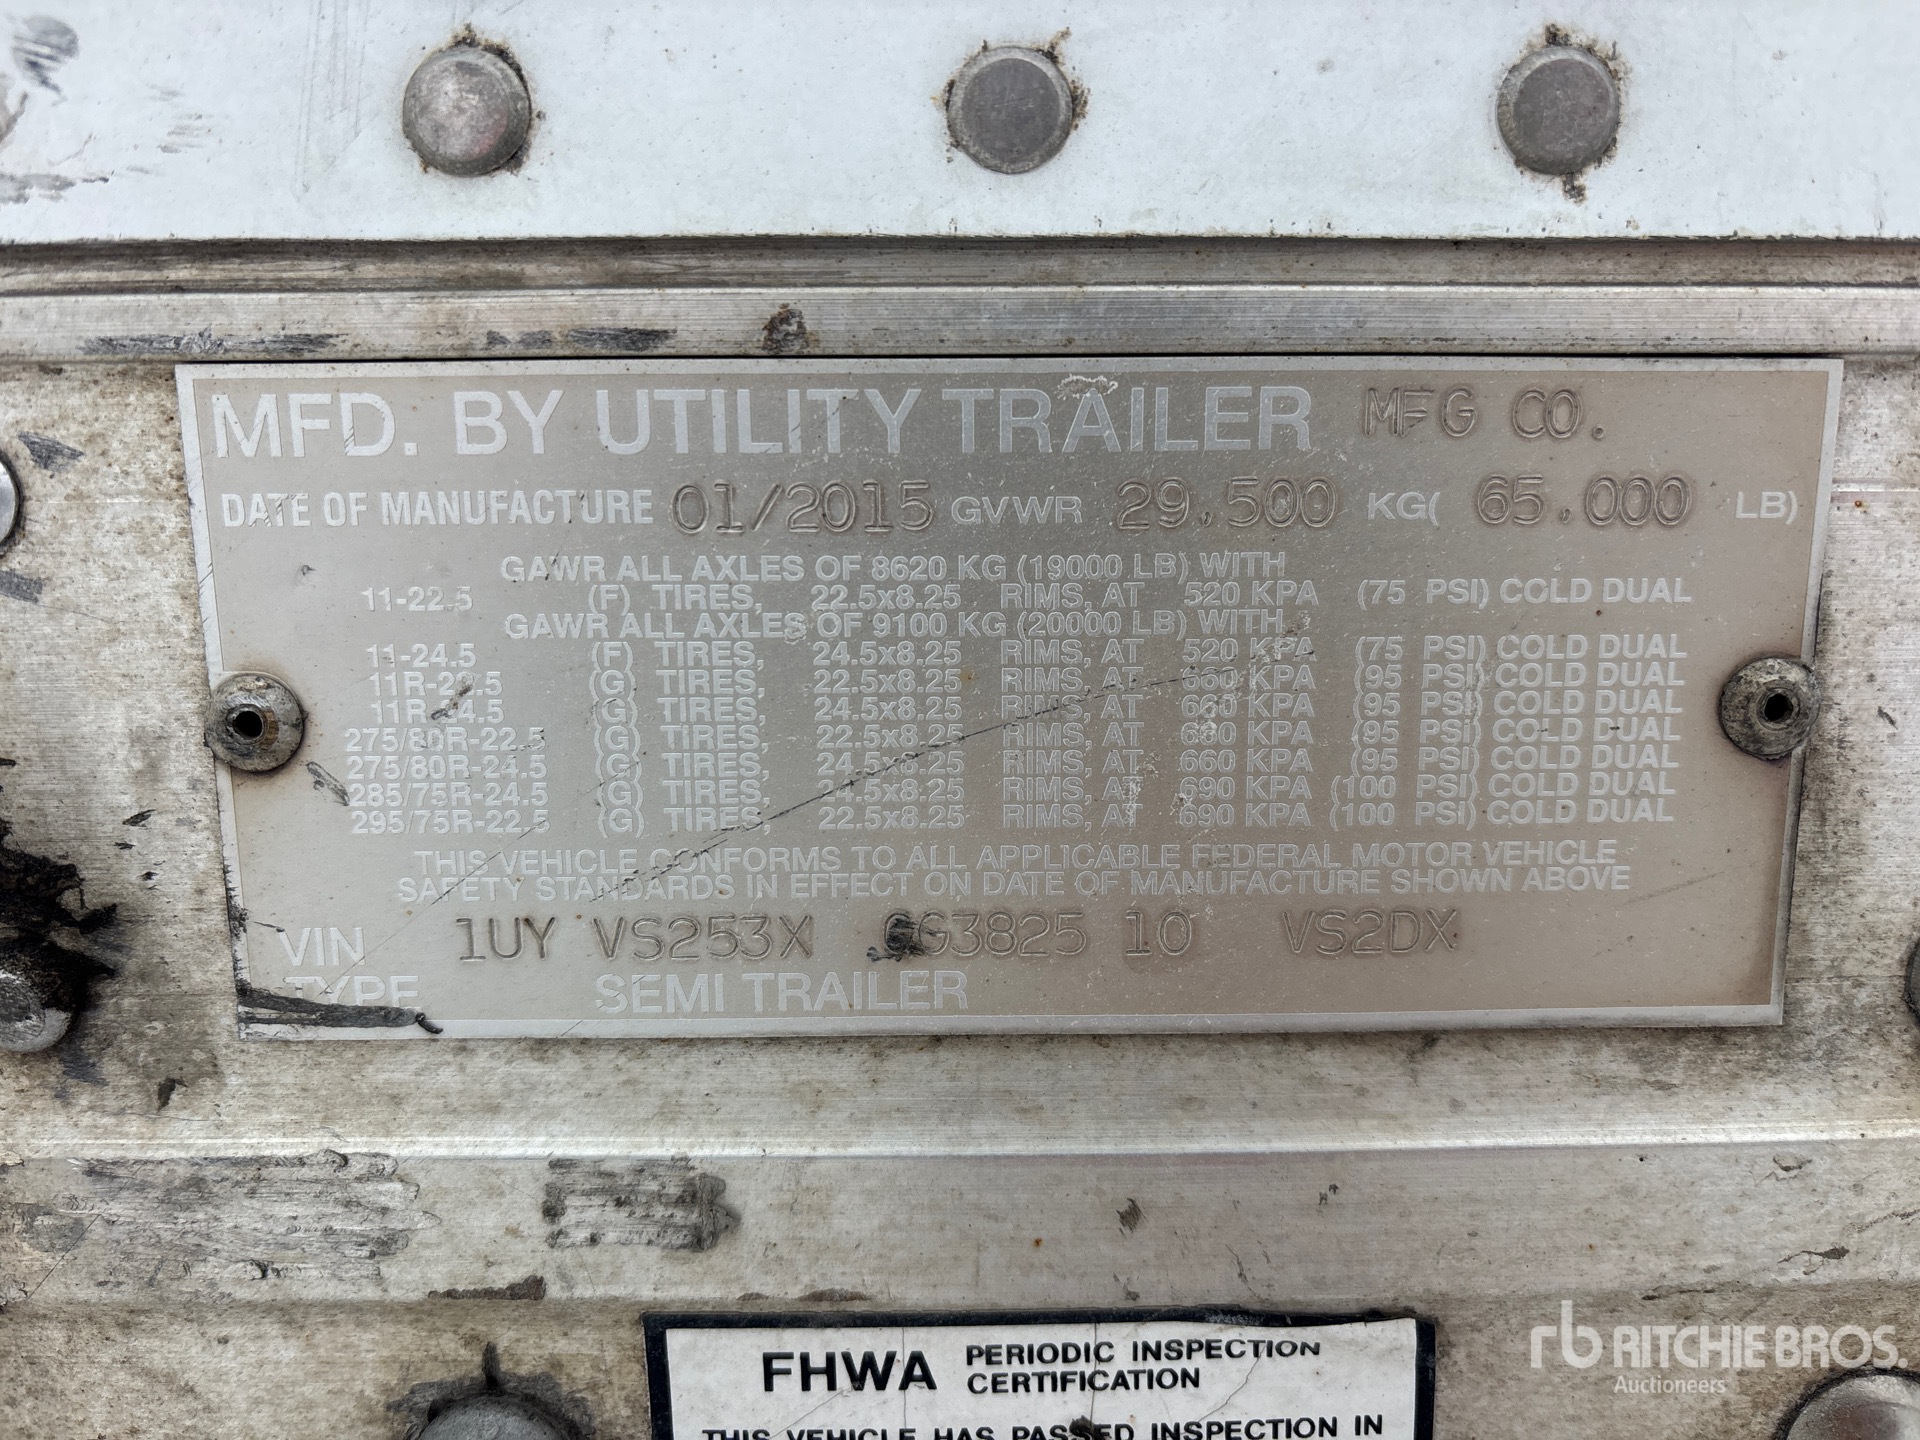 MFD. BY UTILITY TRAILER MFG CO.
DATE OF MANUFACTURE 01/2015 GVWR 29,500 KG( 65,000 LB)
GAWR ALL AXLES OF 8620 KG (19000 LB) WITH
11-22.5 (F) TIRES, 22.5x8.25 RIMS, AT 520 KPA (75 PSI) COLD DUAL
GAWR ALL AXLES OF 9100 KG (20000 LB) WITH
11-24.5 (F) TIRES, 24.5x8.25 RIMS, AT 520 KPA (75 PSI) COLD DUAL
11R-22.5 (G) TIRES, 22.5x8.25 RIMS, AT 660 KPA (95 PSI) COLD DUAL
11R-24.5 (G) TIRES, 24.5x8.25 RIMS, AT 660 KPA (95 PSI) COLD DUAL
275/80R-22.5 (G) TIRES, 22.5x8.25 RIMS, AT 660 KPA (95 PSI) COLD DUAL
275/80R-24.5 (G) TIRES, 24.5x8.25 RIMS, AT 660 KPA (95 PSI) COLD DUAL
285/75R-24.5 (G) TIRES, 24.5x8.25 RIMS, AT 690 KPA (100 PSI) COLD DUAL
295/75R-22.5 (G) TIRES, 22.5x8.25 RIMS, AT 690 KPA (100 PSI) COLD DUAL
THIS VEHICLE CONFORMS TO ALL APPLICABLE FEDERAL MOTOR VEHICLE
SAFETY STANDARDS IN EFFECT ON DATE OF MANUFACTURE SHOWN ABOVE
VIN 1UY VS253X 10 VS2DX
TYPE SEMI TRAILER
FHWA PERIODIC INSPECTION
CERTIFICATION
THIS VEHICLE HAS PASSED INSPECTION IN
rb RITCHIE BROS.
Auctioneers